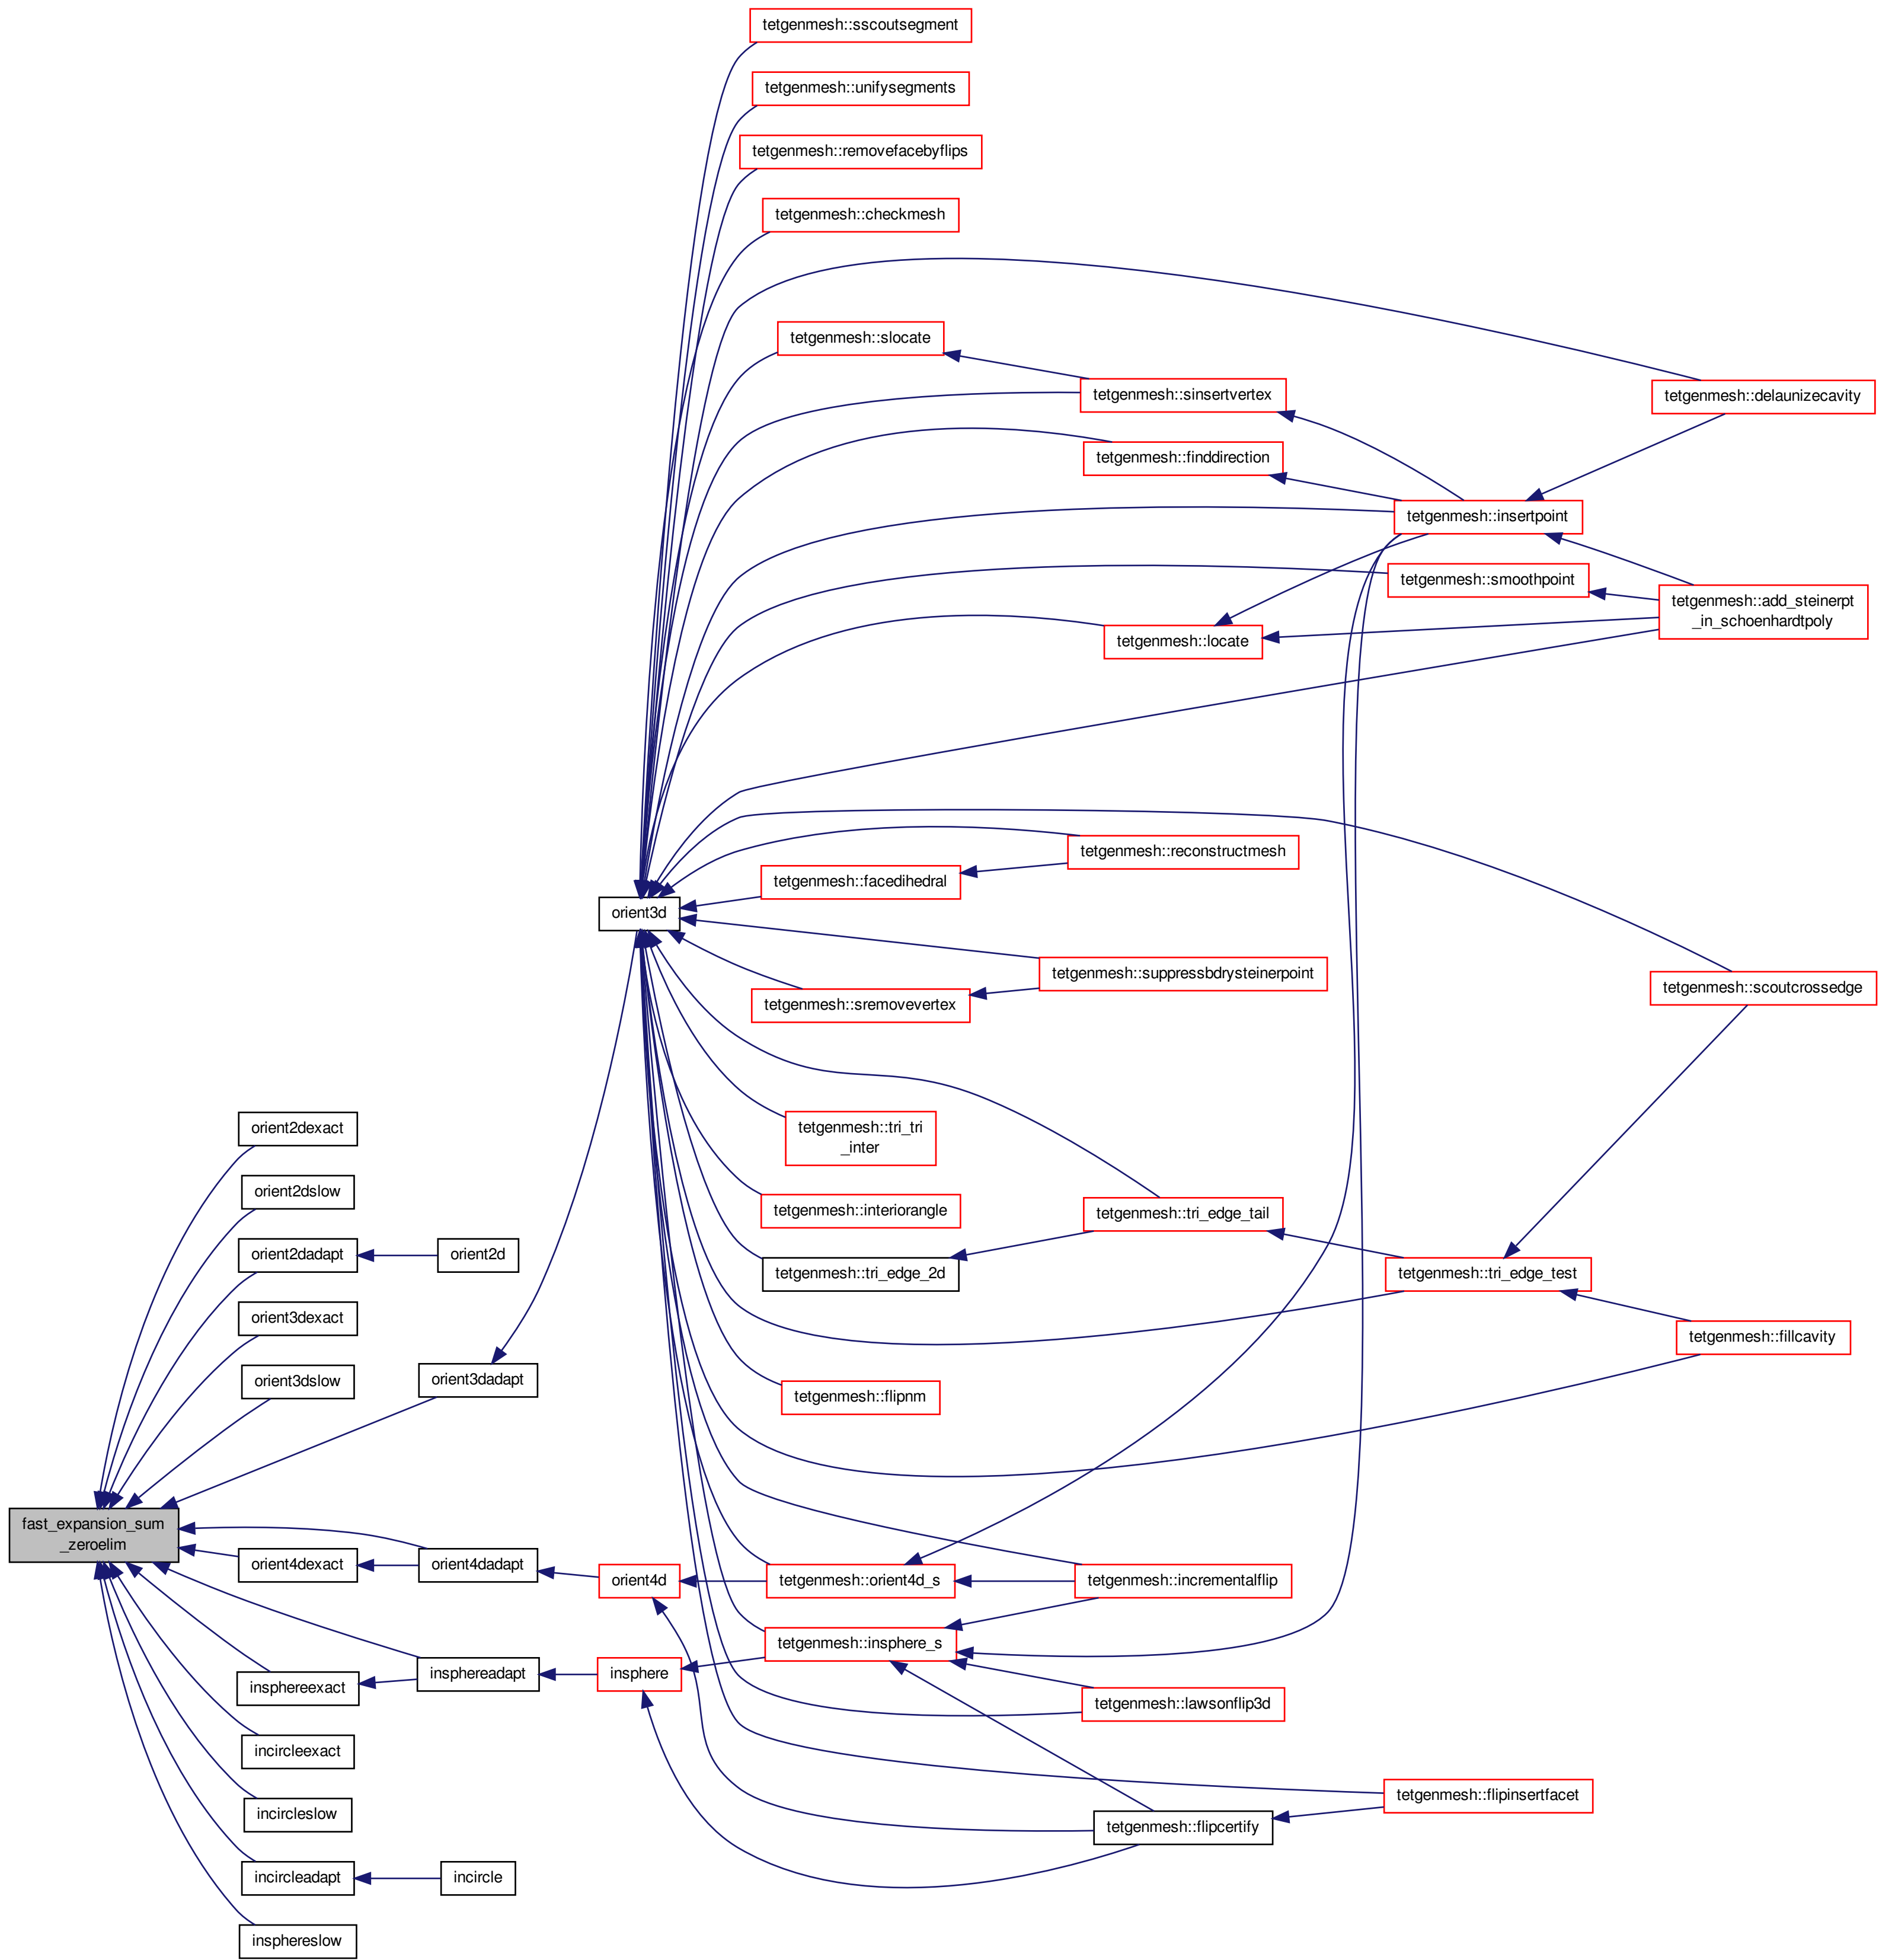 tetgenmesh::sscoutsegment
tetgenmesh::unifysegments
tetgenmesh::removefacebyflips
tetgenmesh::checkmesh
tetgenmesh::slocate
tetgenmesh::sinsertvertex
tetgenmesh::delaunizecavity
tetgenmesh::finddirection
tetgenmesh::insertpoint
tetgenmesh::smoothpoint
tetgenmesh::add_steinerpt
_in_schoenhardtpoly
tetgenmesh::locate
tetgenmesh::reconstructmesh
tetgenmesh::facedihedral
orient3d
tetgenmesh::suppressbdrysteinerpoint
tetgenmesh::scoutcrossedge
tetgenmesh::sremovevertex
orient2dexact
tetgenmesh::tri_tri
_inter
orient2dslow
tetgenmesh::interiorangle
tetgenmesh::tri_edge_tail
orient2dadapt
orient2d
tetgenmesh::tri_edge_2d
tetgenmesh::tri_edge_test
orient3dexact
tetgenmesh::fillcavity
orient3dslow
orient3dadapt
tetgenmesh::flipnm
fast_expansion_sum
_zeroelim
orient4dexact
orient4dadapt
orient4d
tetgenmesh::orient4d_s
tetgenmesh::incrementalflip
tetgenmesh::insphere_s
insphereexact
insphereadapt
insphere
tetgenmesh::lawsonflip3d
incircleexact
tetgenmesh::flipinsertfacet
incircleslow
tetgenmesh::flipcertify
incircleadapt
incircle
insphereslow